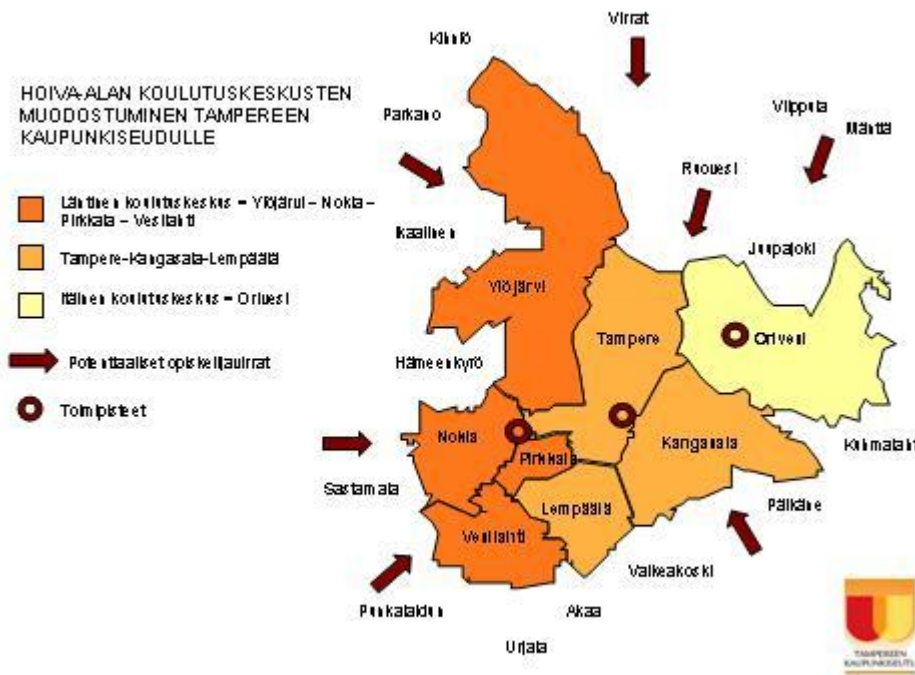 Virrat
Kihniö
HOIVA-ALAN KOULUTUSKESKUSTEN
MUODOSTUMINEN TAMPEREEN
KAUPUNKISEUDULLE
Parkano
Vilppula
Mänttä
Ruovesi
Läntinen koulutuskeskus = Ylöjärvi – Nokia –
Pirkkala – Vesilahti
Ikaalinen
Juupajoki
Tampere-Kangasala-Lempäälä
Ylöjärvi
Itäinen koulutuskeskus = Orivesi
Tampere
Orivesi
Potentiaaliset opiskelijavirrat
Hämeenkyrö
Toimipisteet
Nokia
Kangasala
Kuhmalahti
Pirkkala
Sastamala
Pälkäne
Lempäälä
Vesilahti
Valkeakoski
Punkalaidun
Akaa
Urjala
TAMPEREEN
KAUPUNKISEUTU